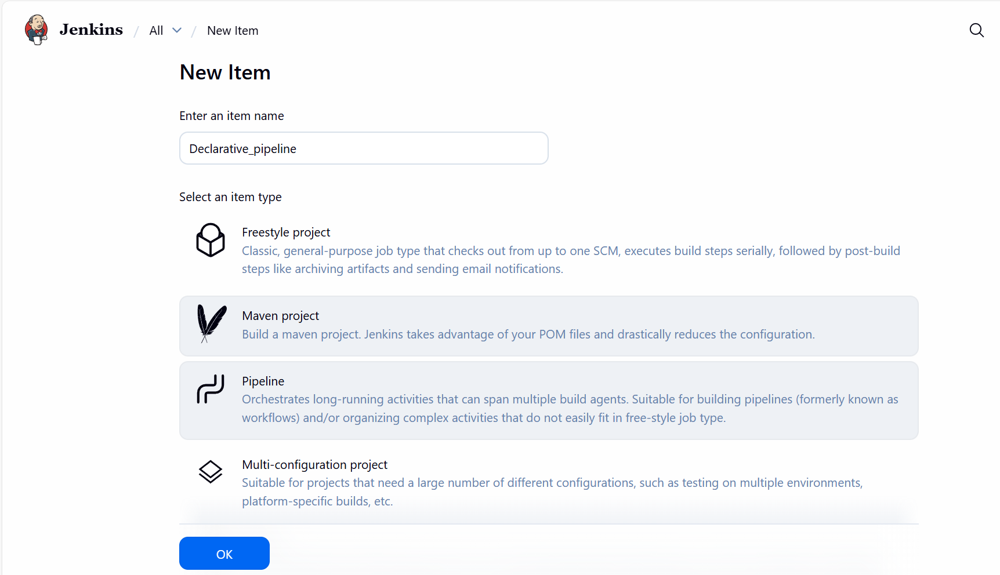 Jenkins / All / New Item
New Item
Enter an item name
Declarative_pipeline
Select an item type
Freestyle project
Classic, general-purpose job type that checks out from up to one SCM, executes build steps serially, followed by post-build
steps like archiving artifacts and sending email notifications.
Maven project
Build a maven project. Jenkins takes advantage of your POM files and drastically reduces the configuration.
Pipeline
Orchestrates long-running activities that can span multiple build agents. Suitable for building pipelines (formerly known as
workflows) and/or organizing complex activities that do not easily fit in free-style job type.
Multi-configuration project
Suitable for projects that need a large number of different configurations, such as testing on multiple environments,
platform-specific builds, etc.
OK